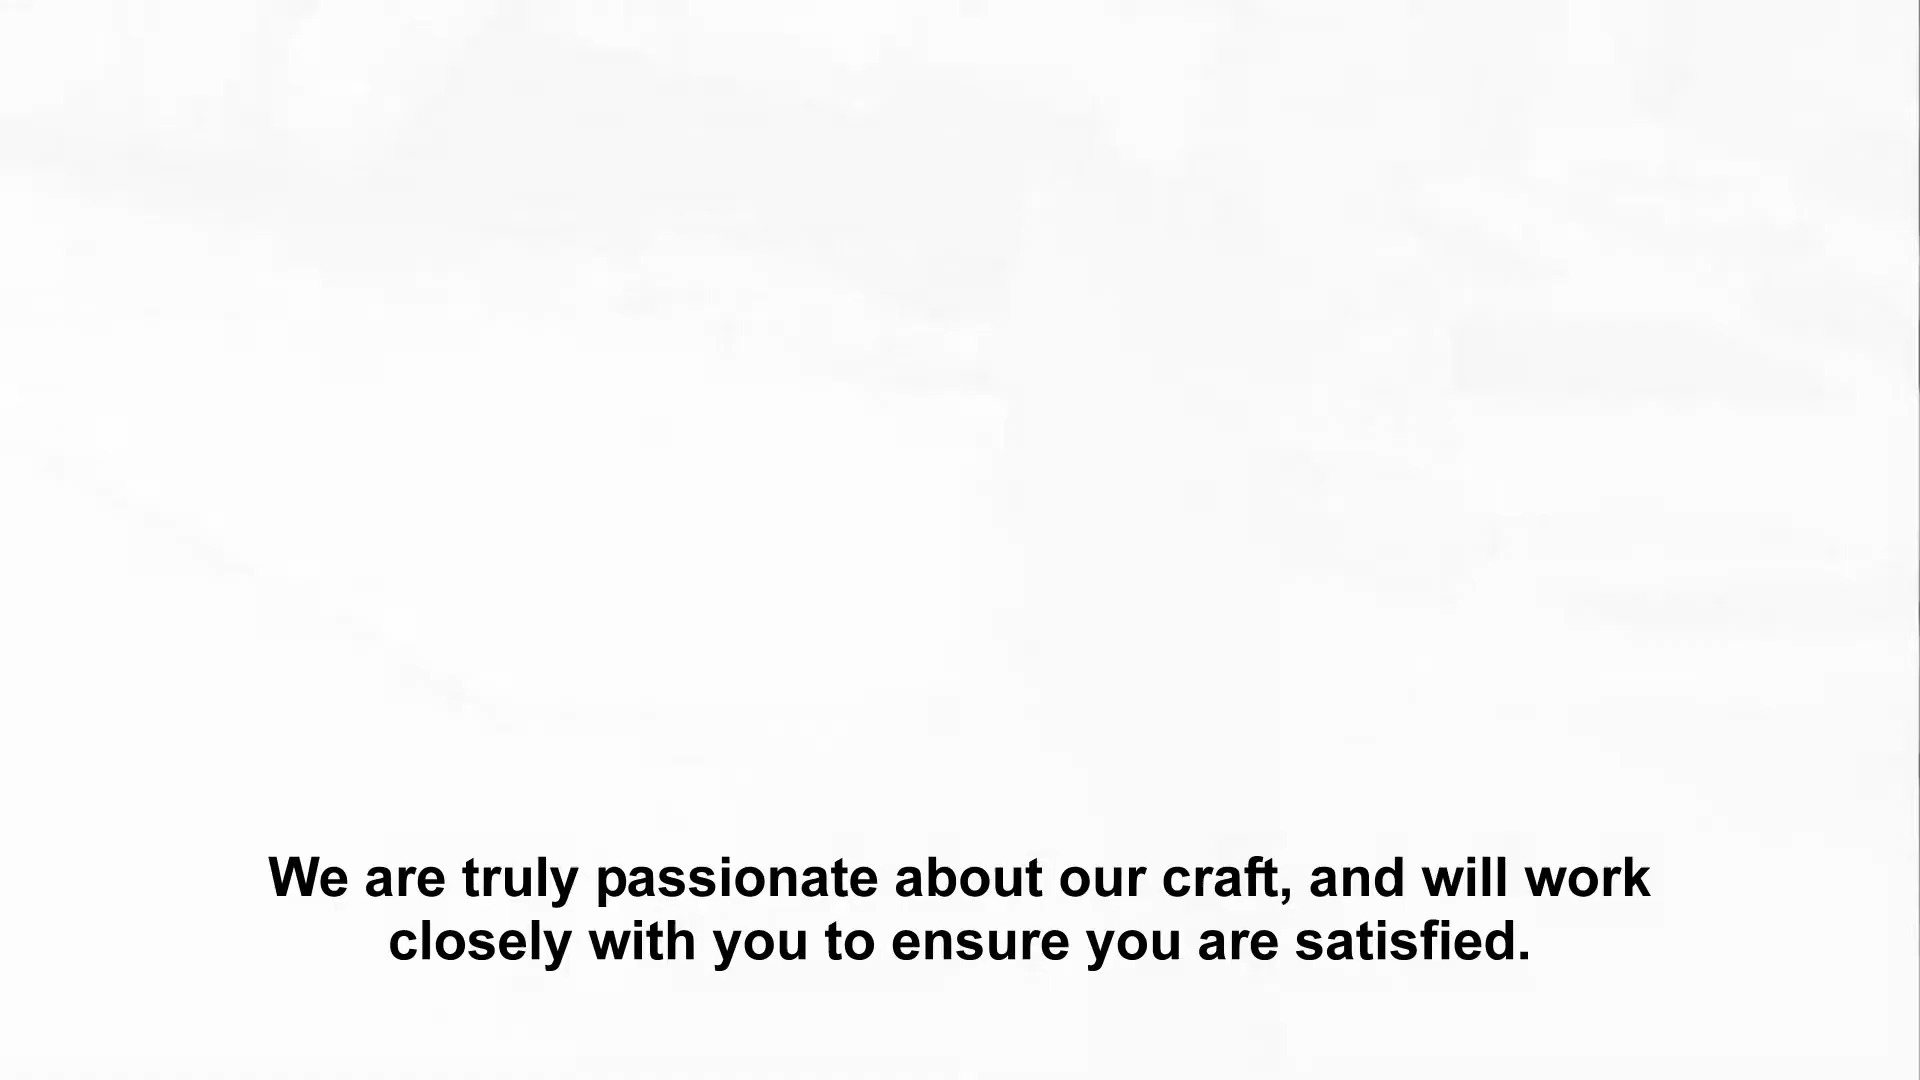 We are truly passionate about our craft, and will work
closely with you to ensure you are satisfied.